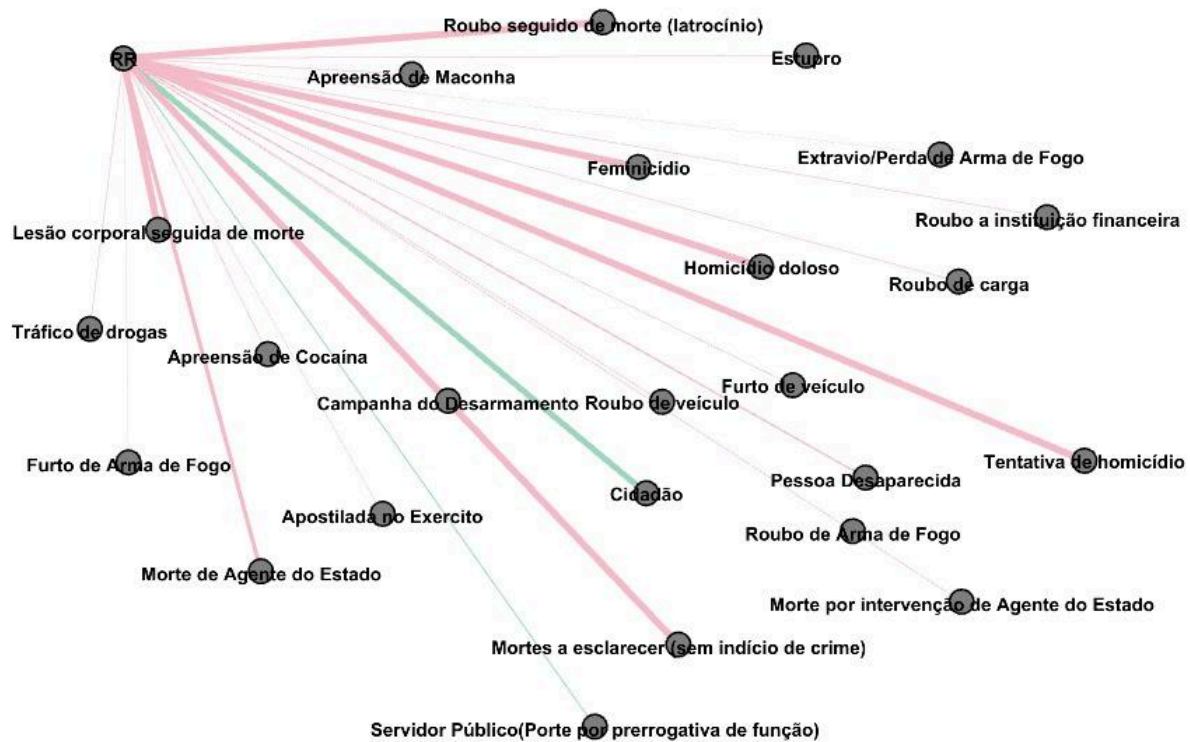 Roubo seguido de morte (latrocínio)
RR
Estupro
Apreensão de Maconha
Extravio/Perda de Arma de Fogo
Feminicídio
Roubo a instituição financeira
Lesão corporal seguida de morte
Homicídio doloso
Roubo de carga
Tráfico de drogas
Apreensão de Cocaína
Furto de veículo
Campanha do Desarmamento
Roubo de veículo
Furto de Arma de Fogo
Tentativa de homicídio
Pessoa Desaparecida
Cidadão
Apostilada no Exercito
Roubo de Arma de Fogo
Morte de Agente do Estado
Morte por intervenção de Agente do Estado
Mortes a esclarecer (sem indício de crime)
Servidor Público(Porte por prerrogativa de função)